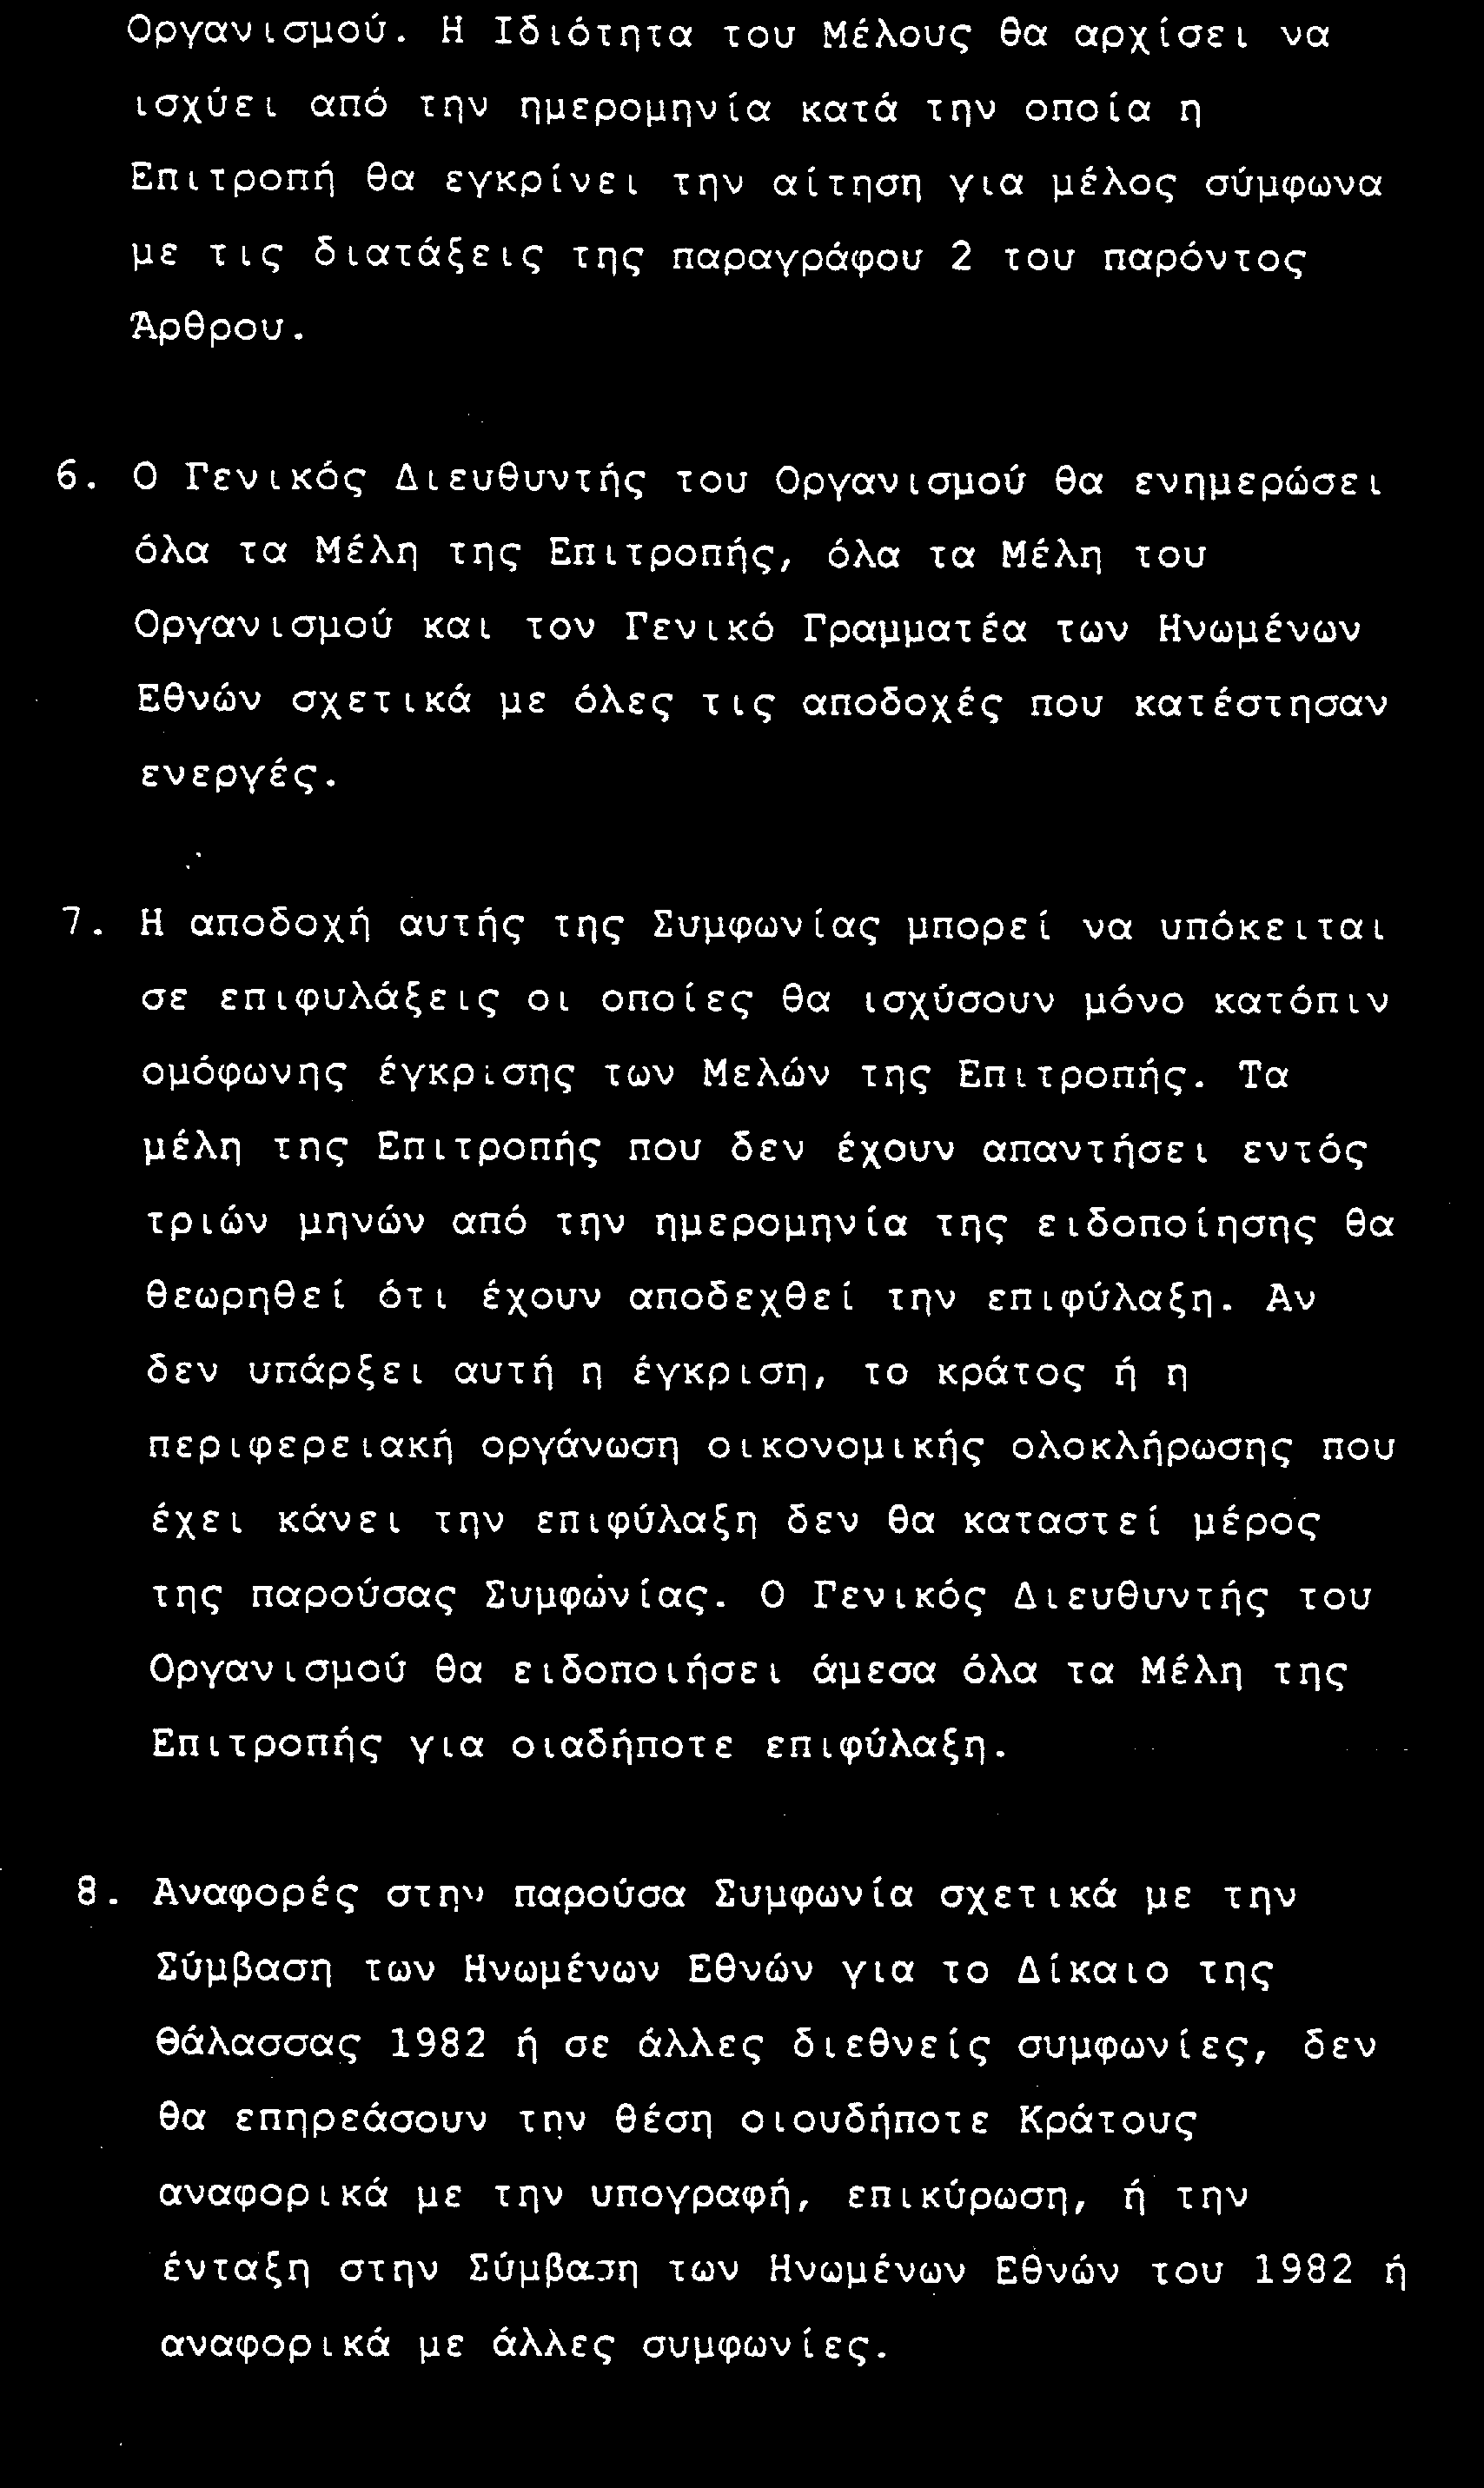 Οργανισμού. Η Ιδιότητα του Μέλους θα αρχίσει να
ισχύει από την ημερομηνία κατά την οποία η
Επιτροπή θα εγκρίνει την αίτηση για μέλος σύμφωνα
με τις διατάξεις της παραγράφου 2 του παρόντος
Άρθρου.
6. Ο Γενικός Διευθυντής του Οργανισμού θα ενημερώσει
όλα τα Μέλη της Επιτροπής, όλα τα Μέλη του
Οργανισμού και τον Γενικό Γραμματέα των Ηνωμένων
Εθνών σχετικά με όλες τις αποδοχές που κατέστησαν
ενεργές.
7. Η αποδοχή αυτής της Συμφωνίας μπορεί να υπόκειται
σε επιφυλάξεις οι οποίες θα ισχύσουν μόνο κατόπιν
ομόφωνης έγκρισης των Μελών της Επιτροπής. Τα
μέλη της Επιτροπής που δεν έχουν απαντήσει εντός
τριών μηνών από την ημερομηνία της ειδοποίησης θα
θεωρηθεί ότι έχουν αποδεχθεί την επιφύλαξη. Αν
δεν υπάρξει αυτή η έγκριση, το κράτος ή η
περιφερειακή οργάνωση οικονομικής ολοκλήρωσης που
έχει κάνει την επιφύλαξη δεν θα καταστεί μέρος
της παρούσας Συμφωνίας. Ο Γενικός Διευθυντής του
Οργανισμού θα ειδοποιήσει άμεσα όλα τα Μέλη της
Επιτροπής για οιαδήποτε επιφύλαξη.
8. Αναφορές στην παρούσα Συμφωνία σχετικά με την
Σύμβαση των Ηνωμένων Εθνών για το Δίκαιο της
θάλασσας 1982 ή σε άλλες διεθνείς συμφωνίες, δεν
θα επηρεάσουν την θέση οιουδήποτε Κράτους
αναφορικά με την υπογραφή, επικύρωση, ή την
ένταξη στην Σύμβαση των Ηνωμένων Εθνών του 1982 ή
αναφορικά με άλλες συμφωνίες.